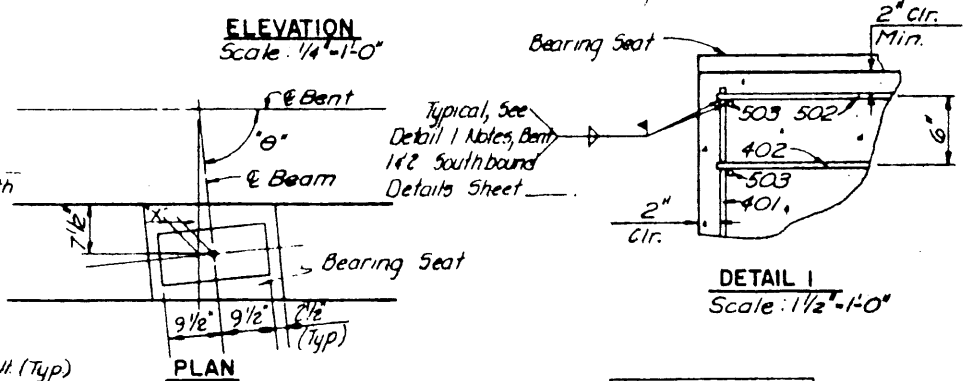 ELEVATION
Scale: 1/4"=1'-0"
℄ Bent
"θ"
℄ Beam
7 1/2"
"X"
Bearing Seat
9 1/2" 9 1/2" 2 1/2"
(Typ)
(Typ.)
PLAN
Bearing Seat
2" Clr.
Min.
Typical, See
Detail 1 Notes, Bent
1&2 Southbound
Details Sheet ___.
503 502
402
503
401
6"
2"
Clr.
DETAIL 1
Scale: 1 1/2"=1'-0"